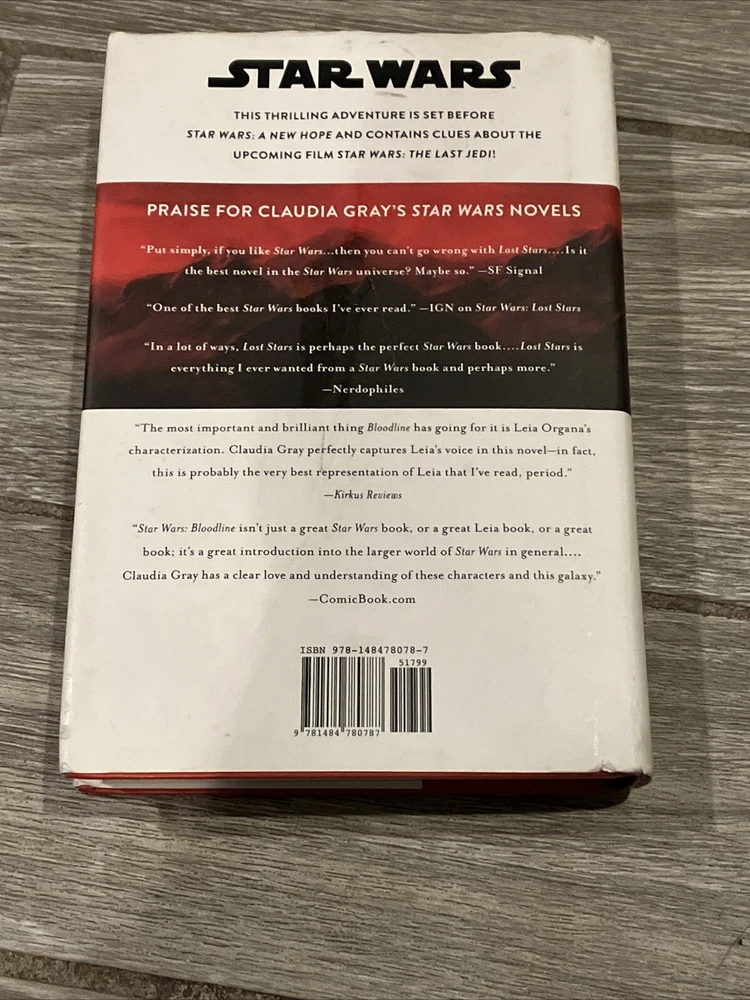 STAR WARS
THIS THRILLING ADVENTURE IS SET BEFORE
STAR WARS: A NEW HOPE AND CONTAINS CLUES ABOUT THE
UPCOMING FILM STAR WARS: THE LAST JEDI!
PRAISE FOR CLAUDIA GRAY'S STAR WARS NOVELS
"Put simply, if you like Star Wars...then you can't go wrong with Lost Stars....Is it
the best novel in the Star Wars universe? Maybe so." —SF Signal
"One of the best Star Wars books I've ever read." —IGN on Star Wars: Lost Stars
"In a lot of ways, Lost Stars is perhaps the perfect Star Wars book....Lost Stars is
everything I ever wanted from a Star Wars book and perhaps more."
—Nerdophiles
"The most important and brilliant thing Bloodline has going for it is Leia Organa's
characterization. Claudia Gray perfectly captures Leia's voice in this novel—in fact,
this is probably the very best representation of Leia that I've read, period."
—Kirkus Reviews
"Star Wars: Bloodline isn't just a great Star Wars book, or a great Leia book, or a great
book; it's a great introduction into the larger world of Star Wars in general....
Claudia Gray has a clear love and understanding of these characters and this galaxy."
—ComicBook.com
ISBN 978-148478078-7
51799
9 781484 780787